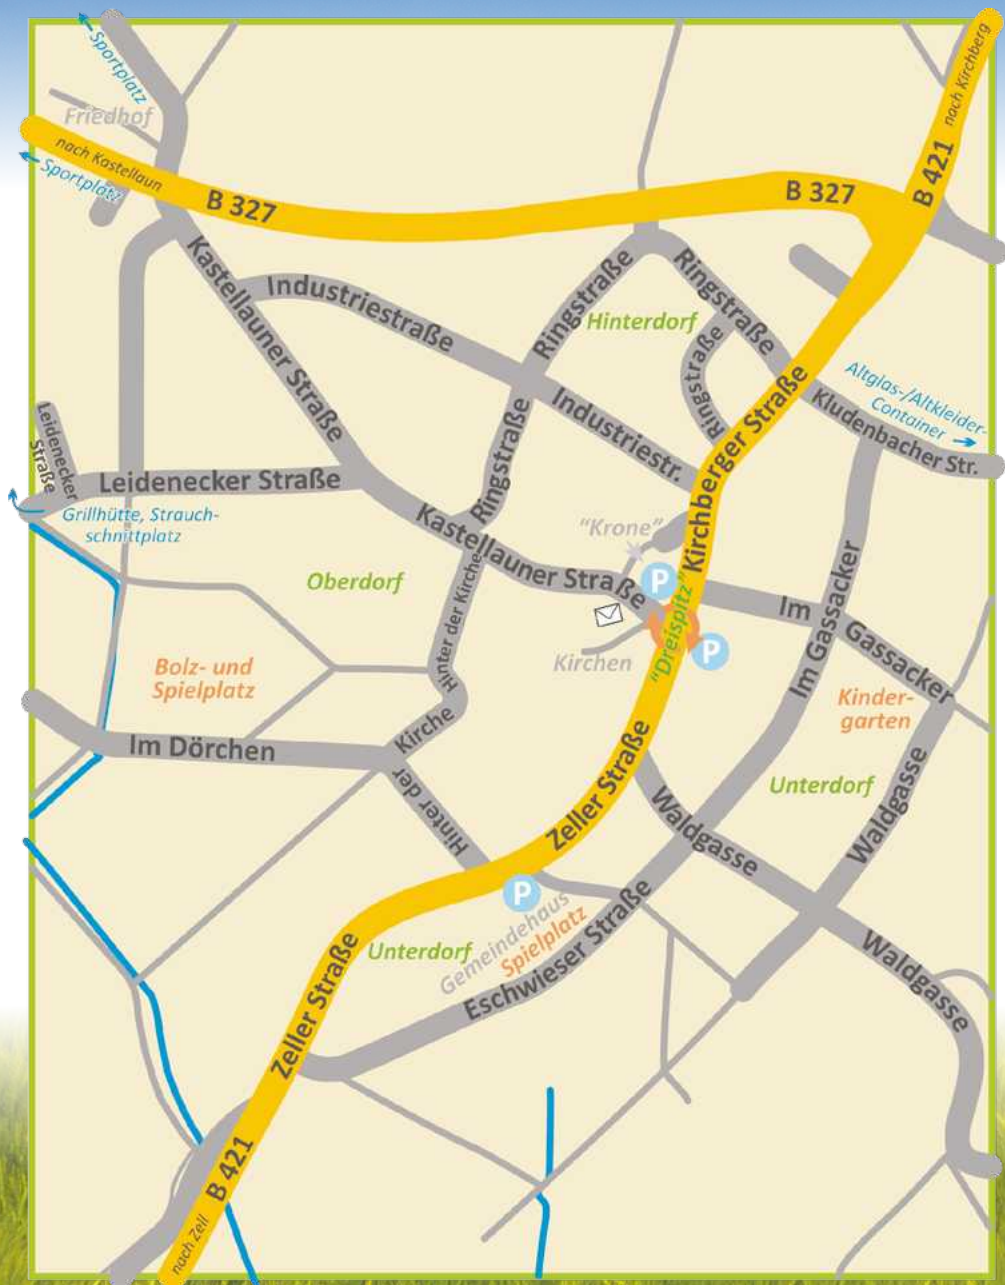 Sportplatz
nach Kirchberg
Friedhof
nach Kastellaun
Sportplatz
B 327
B 327
B 421
Kastellauner Straße
Industriestraße
Ringstraße
Ringstraße
Hinterdorf
Ringstraße
Industriestr.
Ringstraße
Kirchberger Straße
Altglas-/Altkleider-
Container
Kludenbacher Str.
Leidenecker
Straße
Leidenecker Straße
Grillhütte, Strauch-
schnittplatz
Kastellauner Straße
"Krone"
P
Oberdorf
Hinter der Kirche
"Dreispitz"
Im Gassacker
Im Gassacker
P
Kirchen
Bolz- und
Spielplatz
Kinder-
garten
Im Dörchen
Hinter der Kirche
Zeller Straße
Unterdorf
Waldgasse
Waldgasse
P
Gemeindehaus
Spielplatz
Unterdorf
Eschwieser Straße
Waldgasse
Zeller Straße
B 421
nach Zell